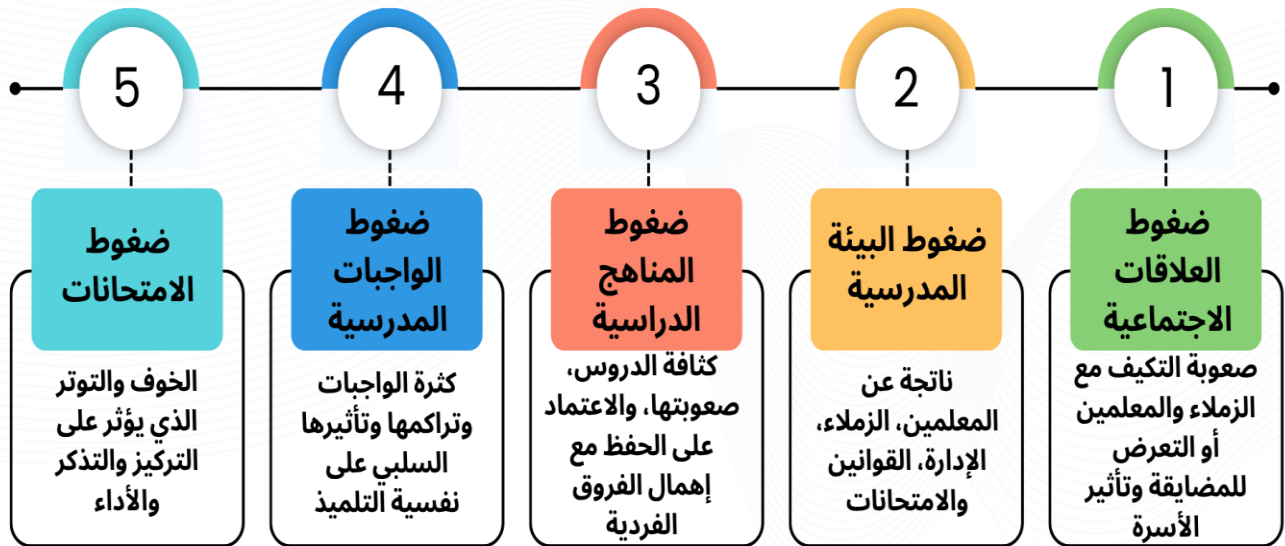 1
ضغوط
العلاقات
الاجتماعية
صعوبة التكيف مع
الزملاء والمعلمين
أو التعرض
للمضايقة وتأثير
الأسرة
2
ضغوط البيئة
المدرسية
ناتجة عن
المعلمين، الزملاء،
الإدارة، القوانين
والامتحانات
3
ضغوط
المناهج
الدراسية
كثافة الدروس،
صعوبتها، والاعتماد
على الحفظ مع
إهمال الفروق
الفردية
4
ضغوط
الواجبات
المدرسية
كثرة الواجبات
وتراكمها وتأثيرها
السلبي على
نفسية التلميذ
5
ضغوط
الامتحانات
الخوف والتوتر
الذي يؤثر على
التركيز والتذكر
والأداء